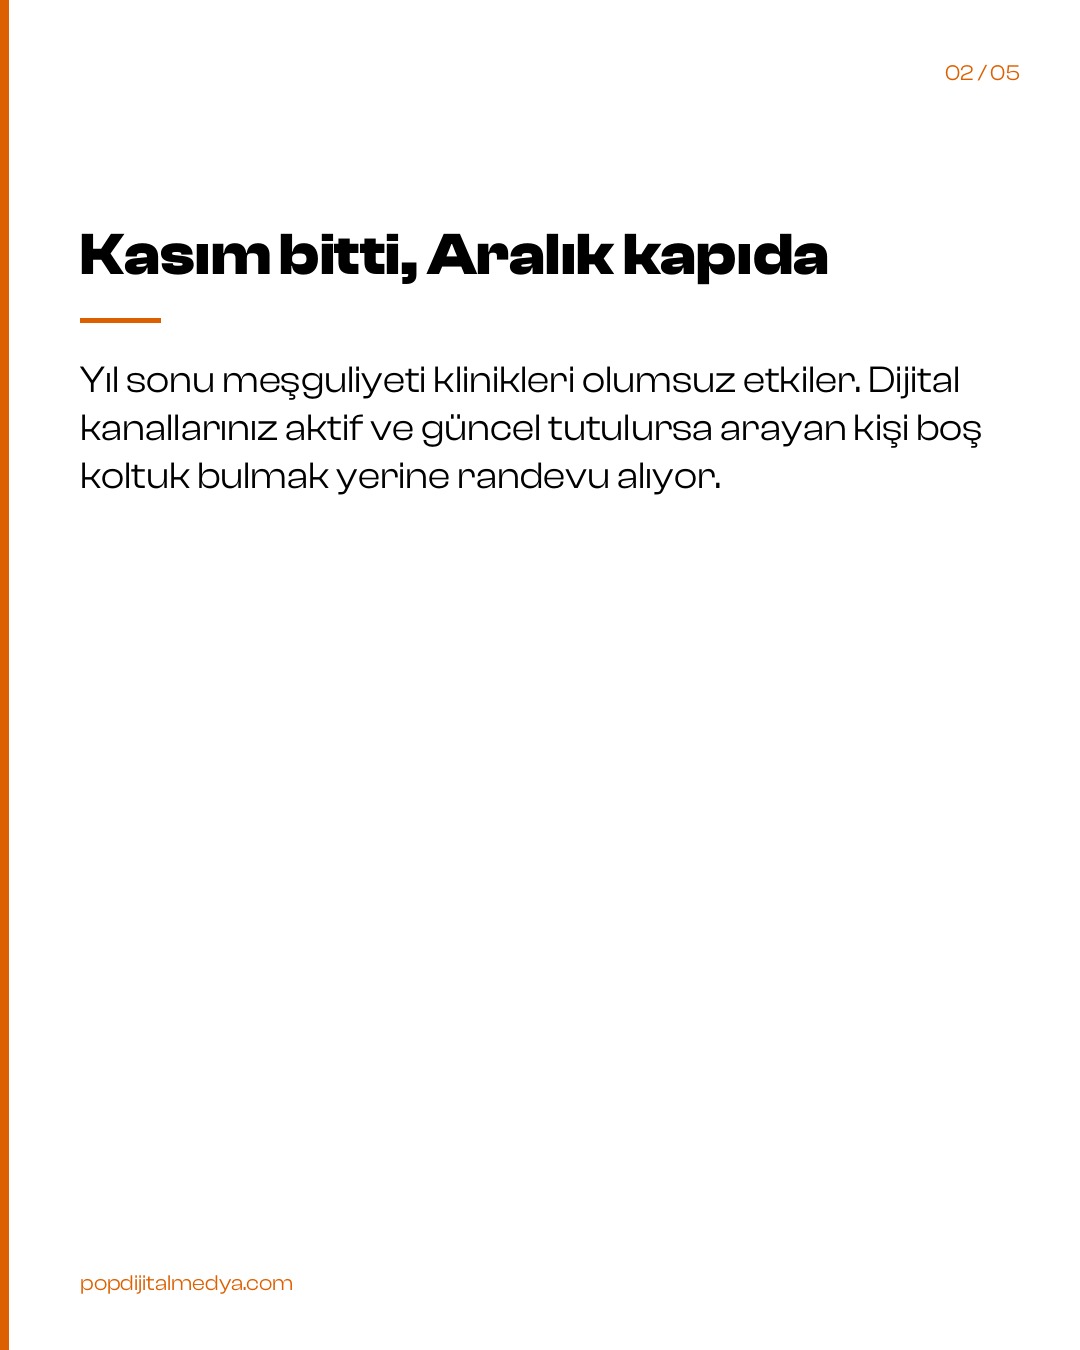 02 / 05
Kasım bitti, Aralık kapıda
Yıl sonu meşguliyeti klinikleri olumsuz etkiler. Dijital
kanallarınız aktif ve güncel tutulursa arayan kişi boş
koltuk bulmak yerine randevu alıyor.
popdijitalmedya.com